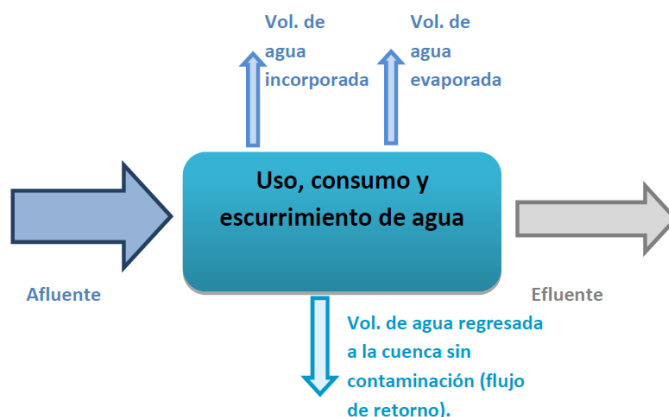 Vol. de
agua
incorporada
Vol. de
agua
evaporada
Uso, consumo y
escurrimiento de agua
Afluente
Efluente
Vol. de agua regresada
a la cuenca sin
contaminación (flujo
de retorno).